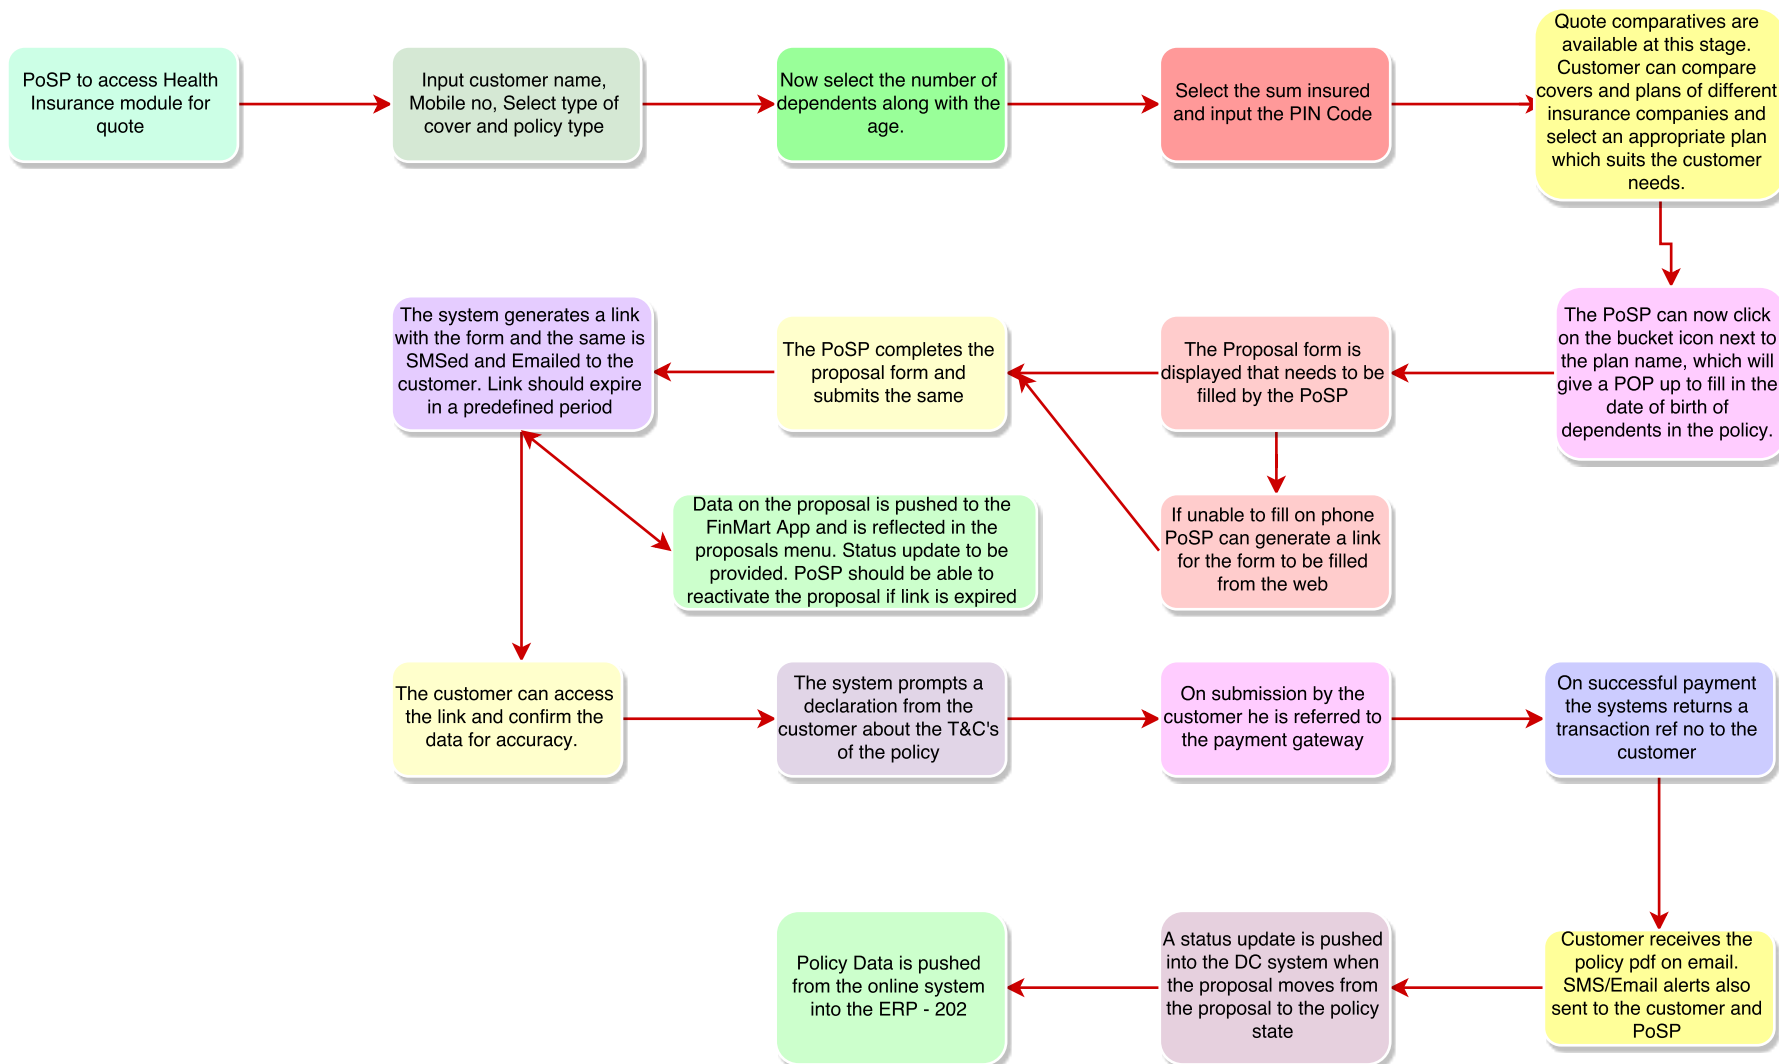 PoSP to access Health
Insurance module for
quote
Input customer name,
Mobile no, Select type of
cover and policy type
Now select the number of
dependents along with the
age.
Select the sum insured
and input the PIN Code
Quote comparatives are
available at this stage.
Customer can compare
covers and plans of different
insurance companies and
select an appropriate plan
which suits the customer
needs.
The PoSP can now click
on the bucket icon next to
the plan name, which will
give a POP up to fill in the
date of birth of
dependents in the policy.
The Proposal form is
displayed that needs to be
filled by the PoSP
If unable to fill on phone
PoSP can generate a link
for the form to be filled
from the web
The PoSP completes the
proposal form and
submits the same
The system generates a link
with the form and the same is
SMSed and Emailed to the
customer. Link should expire
in a predefined period
Data on the proposal is pushed to the
FinMart App and is reflected in the
proposals menu. Status update to be
provided. PoSP should be able to
reactivate the proposal if link is expired
The customer can access
the link and confirm the
data for accuracy.
The system prompts a
declaration from the
customer about the T&C's
of the policy
On submission by the
customer he is referred to
the payment gateway
On successful payment
the systems returns a
transaction ref no to the
customer
Customer receives the
policy pdf on email.
SMS/Email alerts also
sent to the customer and
PoSP
A status update is pushed
into the DC system when
the proposal moves from
the proposal to the policy
state
Policy Data is pushed
from the online system
into the ERP - 202